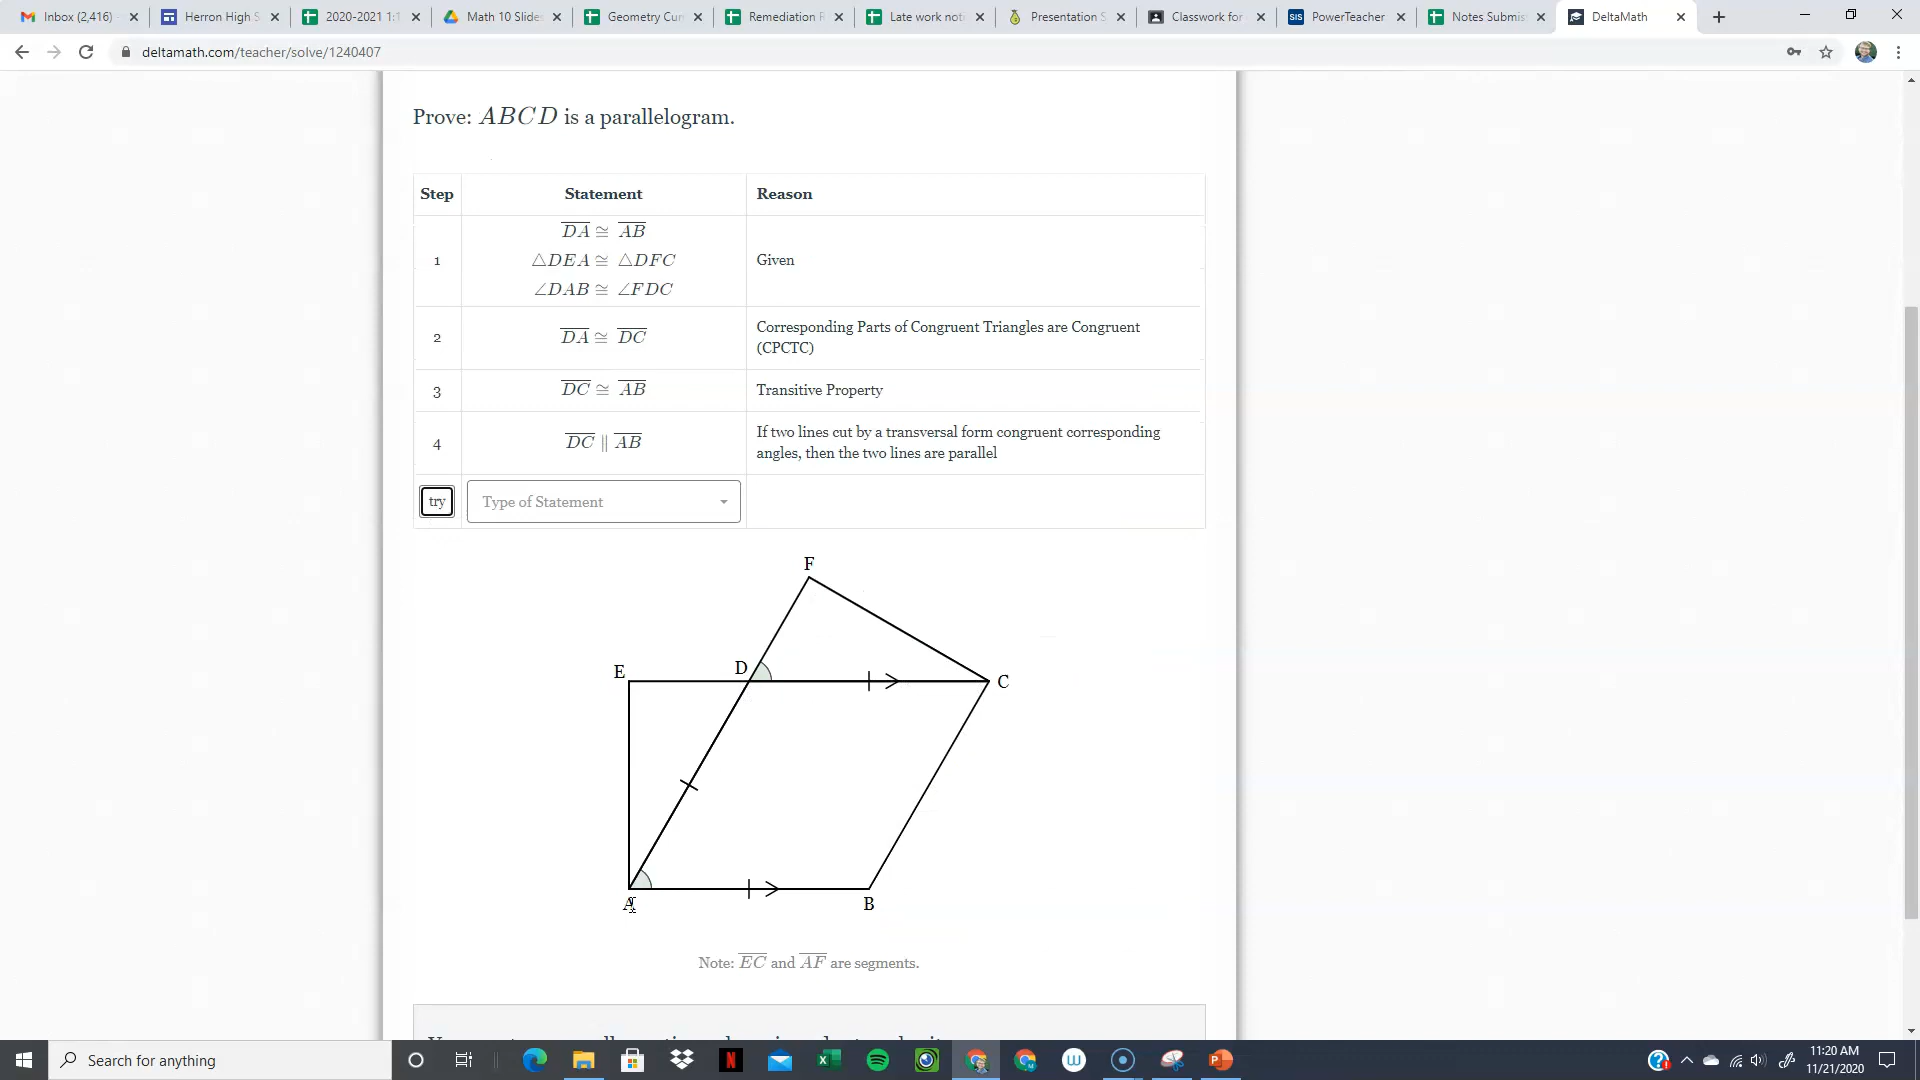 Inbox (2,416)
Herron High S
2020-2021 1:1
Math 10 Slide
Geometry Cur
Remediation
Late work not
Presentation S
Classwork for
PowerTeacher
Notes Submis
DeltaMath
deltamath.com/teacher/solve/1240407
Prove: ABCD is a parallelogram.
Step Statement Reason
1 DA ≅ AB
△DEA ≅ △DFC
∠DAB ≅ ∠FDC
Given
2 DA ≅ DC Corresponding Parts of Congruent Triangles are Congruent
(CPCTC)
3 DC ≅ AB Transitive Property
4 DC ∥ AB If two lines cut by a transversal form congruent corresponding
angles, then the two lines are parallel
try Type of Statement
F
E
D
C
A
B
Note: EC and AF are segments.
Search for anything
11:20 AM
11/21/2020